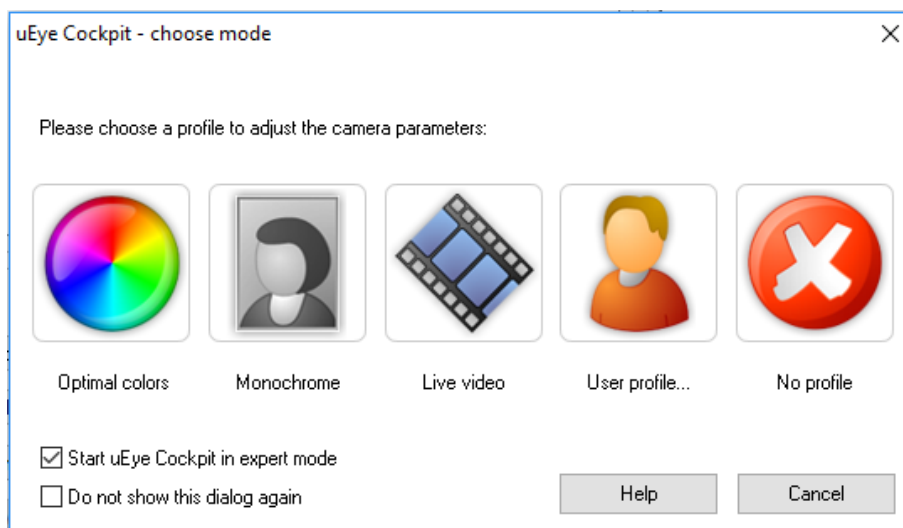 uEye Cockpit - choose mode
Please choose a profile to adjust the camera parameters:
Optimal colors
Monochrome
Live video
User profile...
No profile
Start uEye Cockpit in expert mode
Do not show this dialog again
Help
Cancel